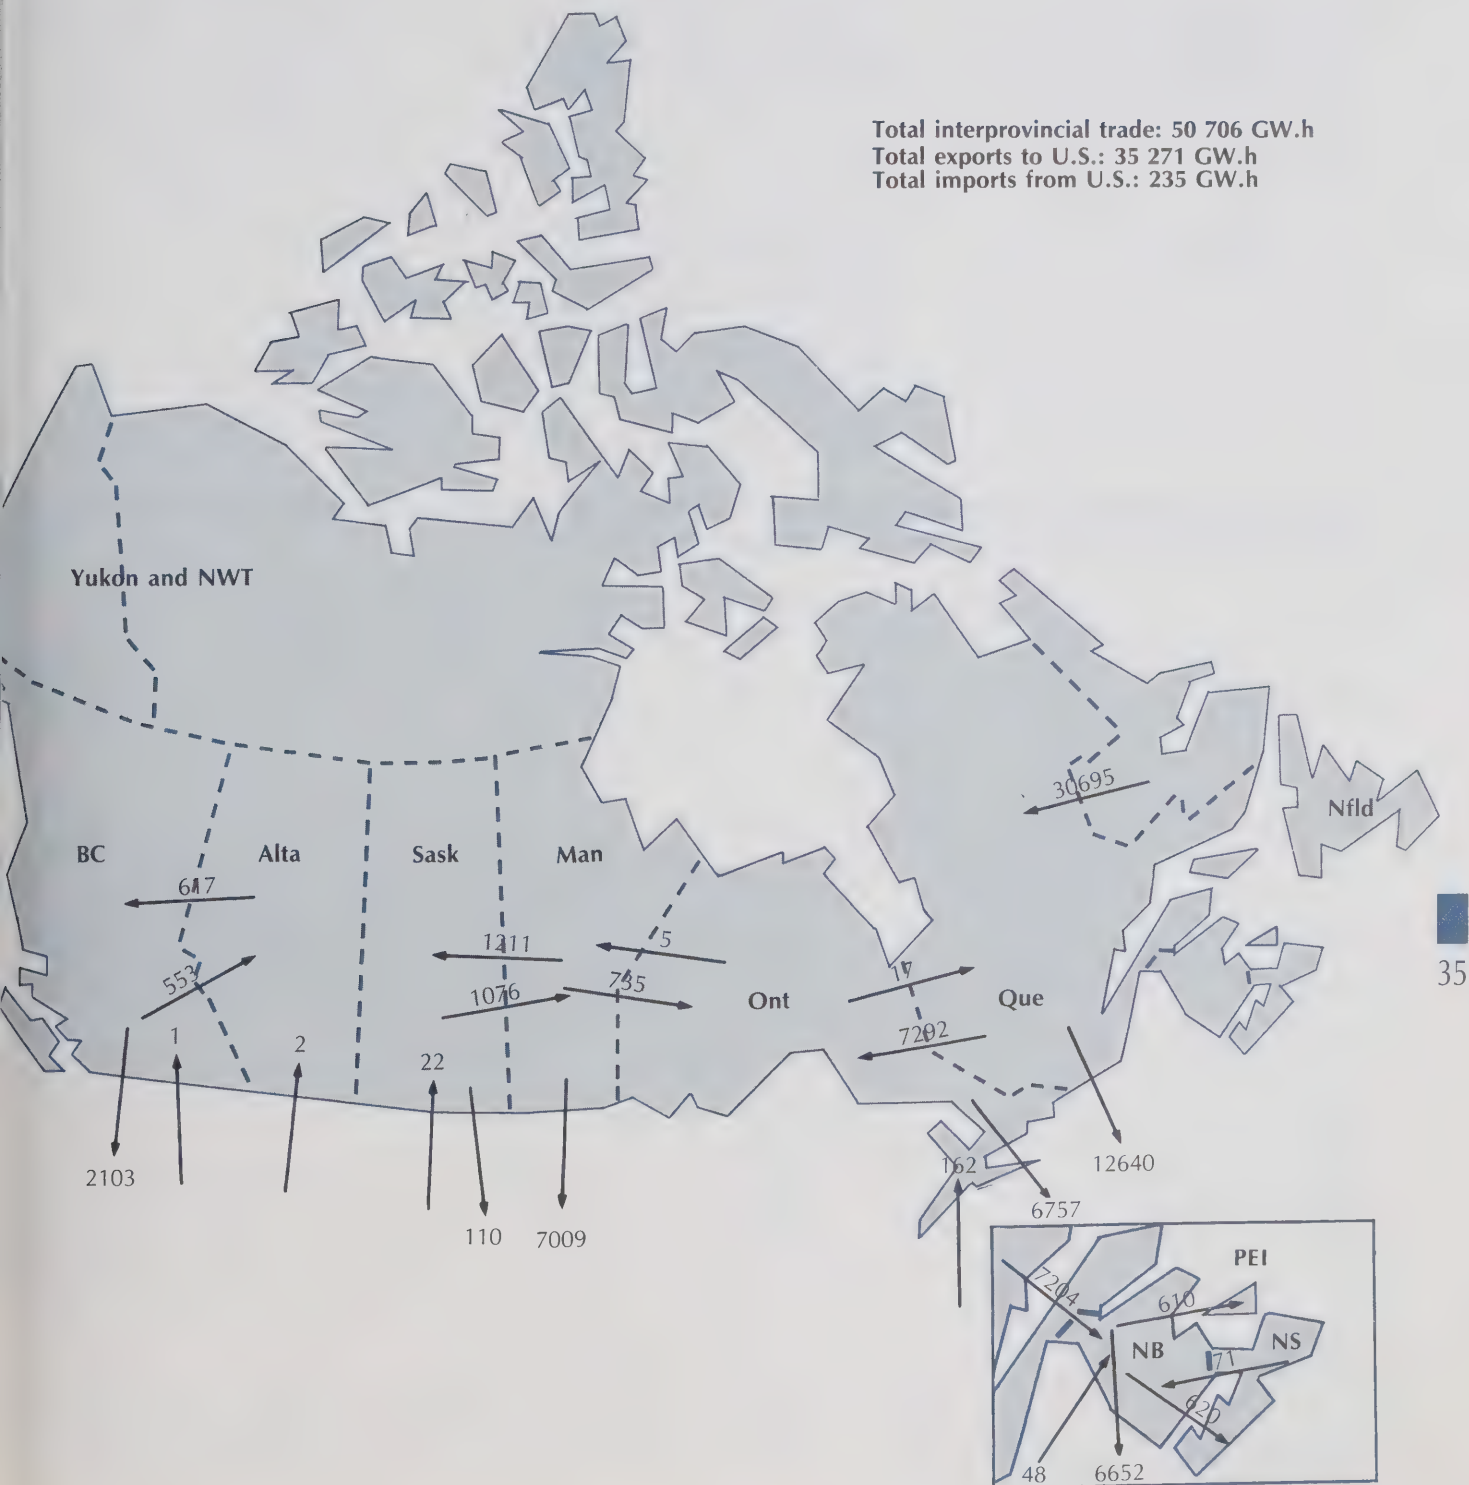 Total interprovincial trade: 50 706 GW.h
Total exports to U.S.: 35 271 GW.h
Total imports from U.S.: 235 GW.h
Yukon and NWT
30695
Nfld
BC
Alta
Sask
Man
617
1211
5
553
1076
735
17
35
Ont
Que
7292
1
2
22
2103
162
12640
110
7009
6757
PEI
7204
610
NB
NS
71
620
48
6652